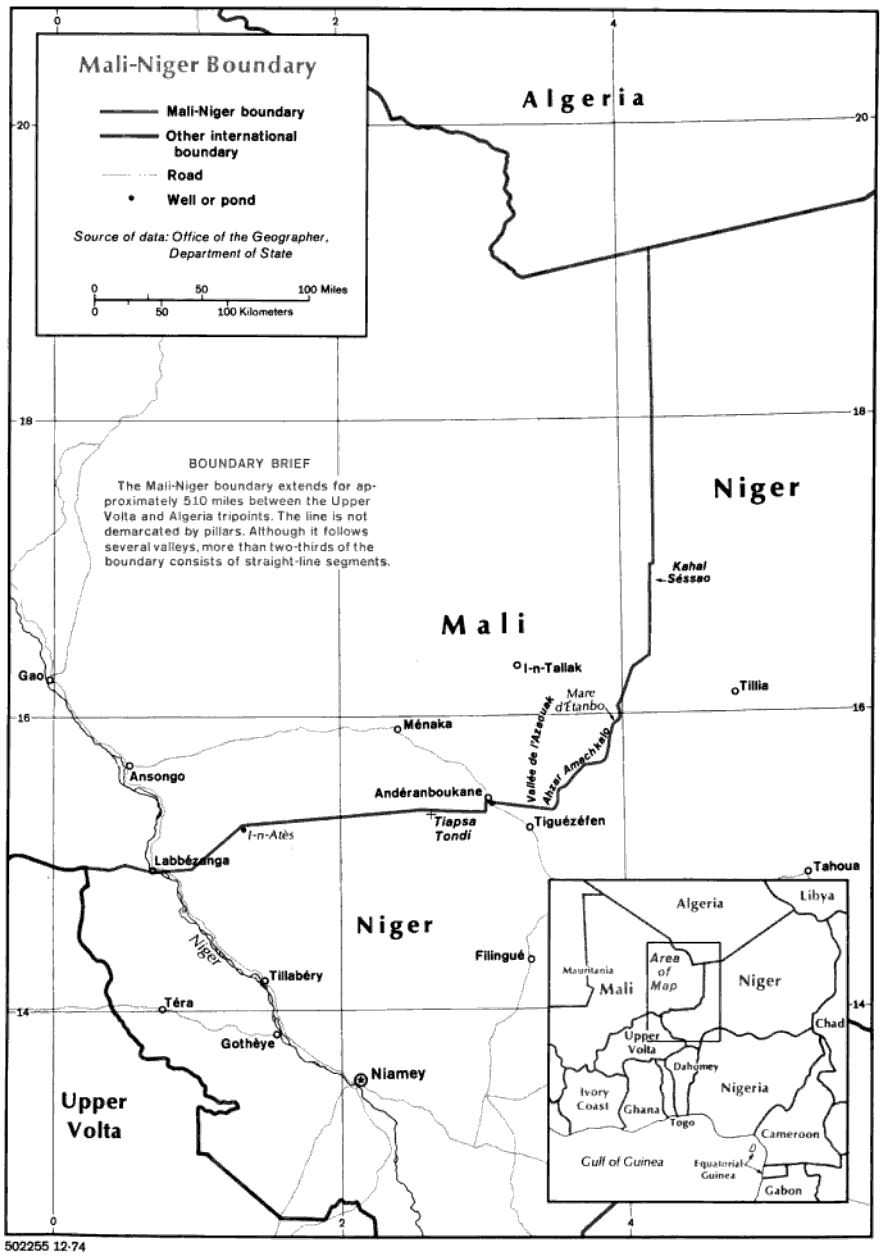 0
2
4
Mali-Niger Boundary
Mali-Niger boundary
Other international
boundary
Road
Well or pond
Source of data: Office of the Geographer,
Department of State
0 50 100 Miles
0 50 100 Kilometers
Algeria
20
20
18
18
BOUNDARY BRIEF
The Mali-Niger boundary extends for ap-
proximately 510 miles between the Upper
Volta and Algeria tripoints. The line is not
demarcated by pillars. Although it follows
several valleys, more than two-thirds of the
boundary consists of straight-line segments.
Niger
Kahal
Séssao
Mali
I-n-Tallak
Gao
Tillia
Mare
d'Étanbo
16
16
Ménaka
Vallée de l'Azaouak
Ahzar Amachkalo
Ansongo
Andéranboukane
Tiapsa
Tondi
Tiguézéfen
I-n-Atès
Labbézanga
Tahoua
Niger
Niger
Filingué
Tillabéry
Téra
14
14
Gothèye
Niamey
Upper
Volta
Algeria
Libya
Area
of
Map
Mauritania
Mali
Niger
Chad
Upper
Volta
Dahomey
Nigeria
Ivory
Coast
Ghana
Togo
Cameroon
Gulf of Guinea
Equatorial
Guinea
Gabon
0
2
4
502255 12-74